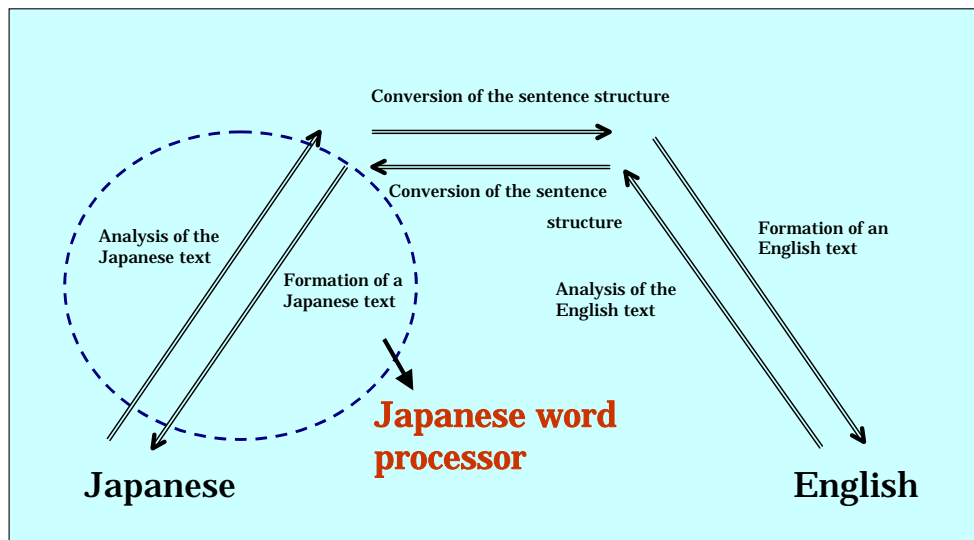 Conversion of the sentence structure
Conversion of the sentence
structure
Analysis of the
Japanese text
Formation of a
Japanese text
Formation of an
English text
Analysis of the
English text
Japanese word
processor
Japanese
English